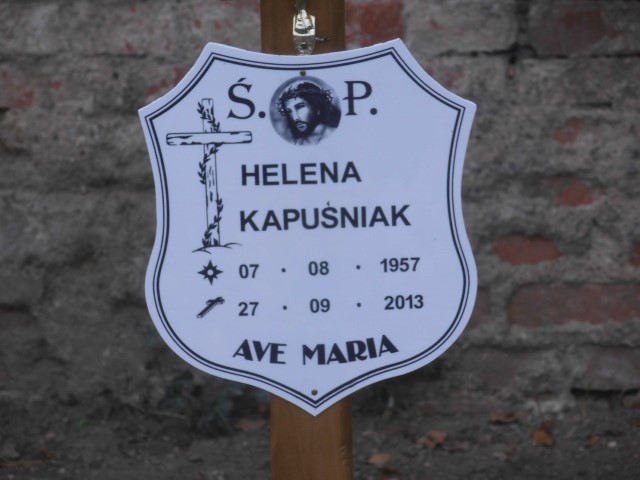 Ś. P.
HELENA
KAPUŚNIAK
07 · 08 · 1957
27 · 09 · 2013
AVE MARIA